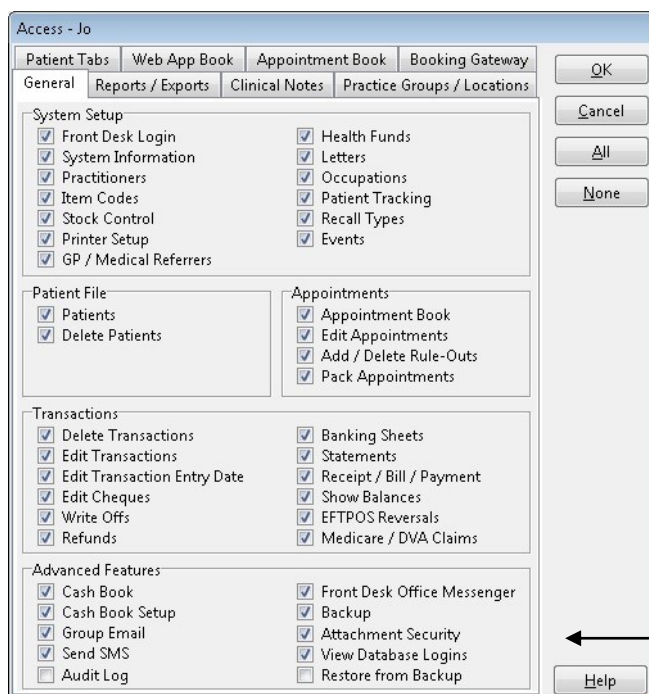 Access - Jo
Patient Tabs
Web App Book
Appointment Book
Booking Gateway
General
Reports / Exports
Clinical Notes
Practice Groups / Locations
OK
Cancel
All
None
System Setup
Front Desk Login
System Information
Practitioners
Item Codes
Stock Control
Printer Setup
GP / Medical Referrers
Health Funds
Letters
Occupations
Patient Tracking
Recall Types
Events
Patient File
Patients
Delete Patients
Appointments
Appointment Book
Edit Appointments
Add / Delete Rule-Outs
Pack Appointments
Transactions
Delete Transactions
Edit Transactions
Edit Transaction Entry Date
Edit Cheques
Write Offs
Refunds
Banking Sheets
Statements
Receipt / Bill / Payment
Show Balances
EFTPOS Reversals
Medicare / DVA Claims
Advanced Features
Cash Book
Cash Book Setup
Group Email
Send SMS
Audit Log
Front Desk Office Messenger
Backup
Attachment Security
View Database Logins
Restore from Backup
Help